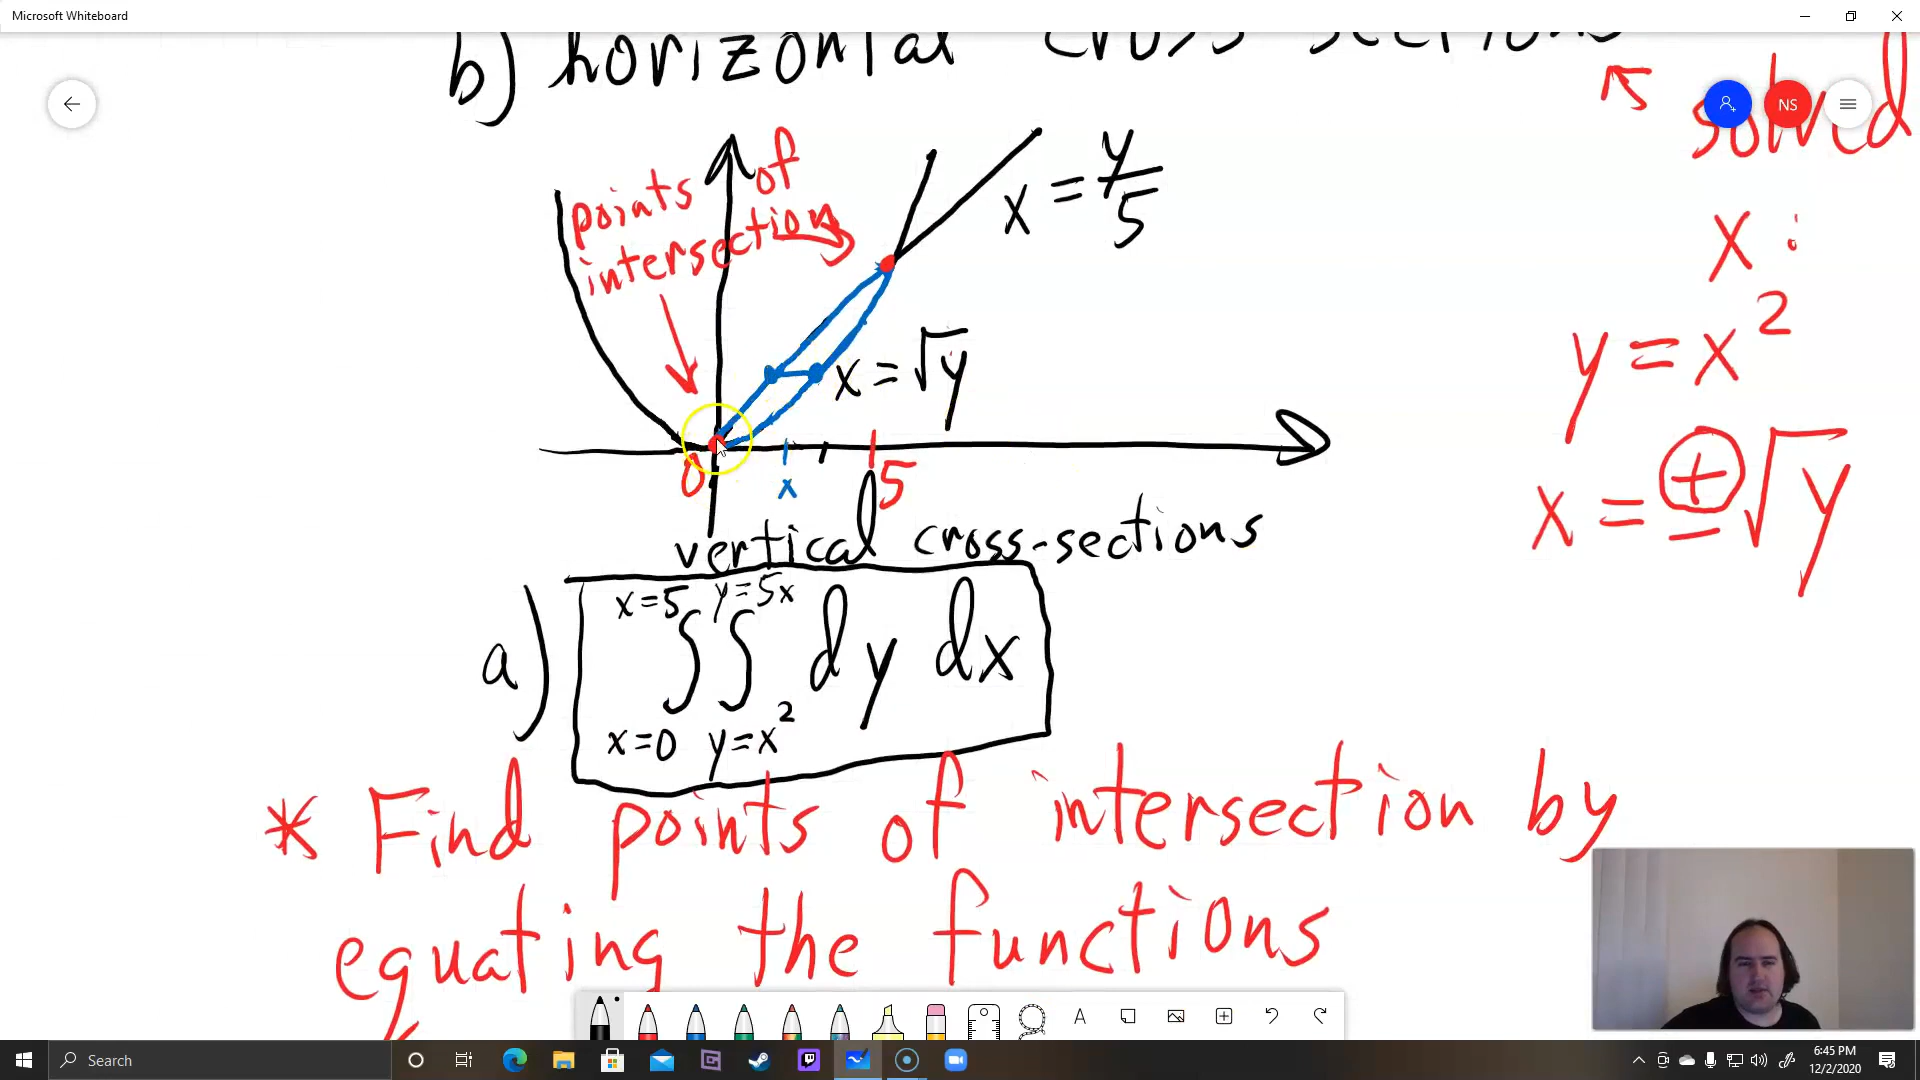 Microsoft Whiteboard
b) horizontal cross sections
solved
NS
points of
intersection
x = y/5
x :
y = x²
x = √y
x = ±√y
0
x
5
vertical cross-sections
x=5 y=5x
a) ∫∫ dy dx
x=0 y=x²
* Find points of intersection by
equating the functions
A
Search
6:45 PM
12/2/2020